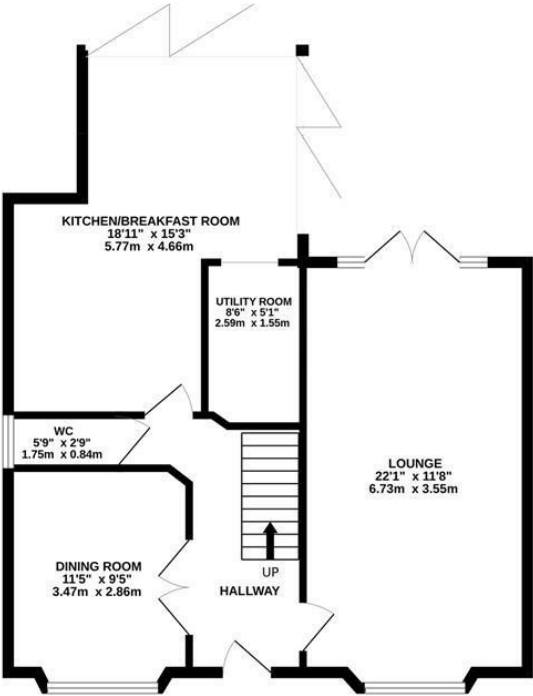 KITCHEN/BREAKFAST ROOM
18'11" x 15'3"
5.77m x 4.66m
UTILITY ROOM
8'6" x 5'1"
2.59m x 1.55m
WC
5'9" x 2'9"
1.75m x 0.84m
LOUNGE
22'1" x 11'8"
6.73m x 3.55m
DINING ROOM
11'5" x 9'5"
3.47m x 2.86m
UP
HALLWAY